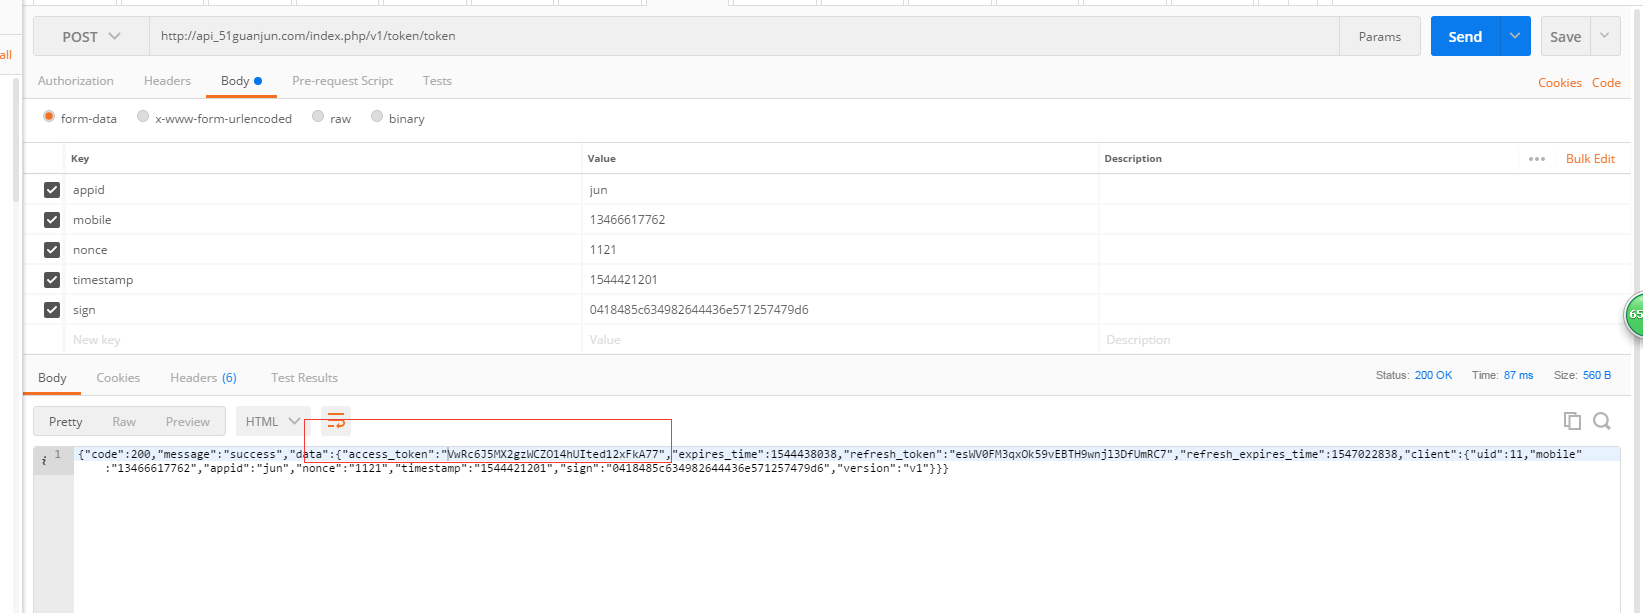 POST http://api_51guanjun.com/index.php/v1/token/token Params Send Save
all
Authorization Headers Body Pre-request Script Tests Cookies Code
form-data x-www-form-urlencoded raw binary
Key Value Description ••• Bulk Edit
appid jun
mobile 13466617762
nonce 1121
timestamp 1544421201
sign 0418485c634982644436e571257479d6
65
New key Value Description
Body Cookies Headers (6) Test Results Status: 200 OK Time: 87 ms Size: 560 B
Pretty Raw Preview HTML
i 1 {"code":200,"message":"success","data":{"access_token":"VwRc6J5MX2gzWCZO14hUIted12xFkA77","expires_time":1544438038,"refresh_token":"esWV0FM3qxOk59vEBTH9wnjl3DfUmRC7","refresh_expires_time":1547022838,"client":{"uid":11,"mobile"
:"13466617762","appid":"jun","nonce":"1121","timestamp":"1544421201","sign":"0418485c634982644436e571257479d6","version":"v1"}}}